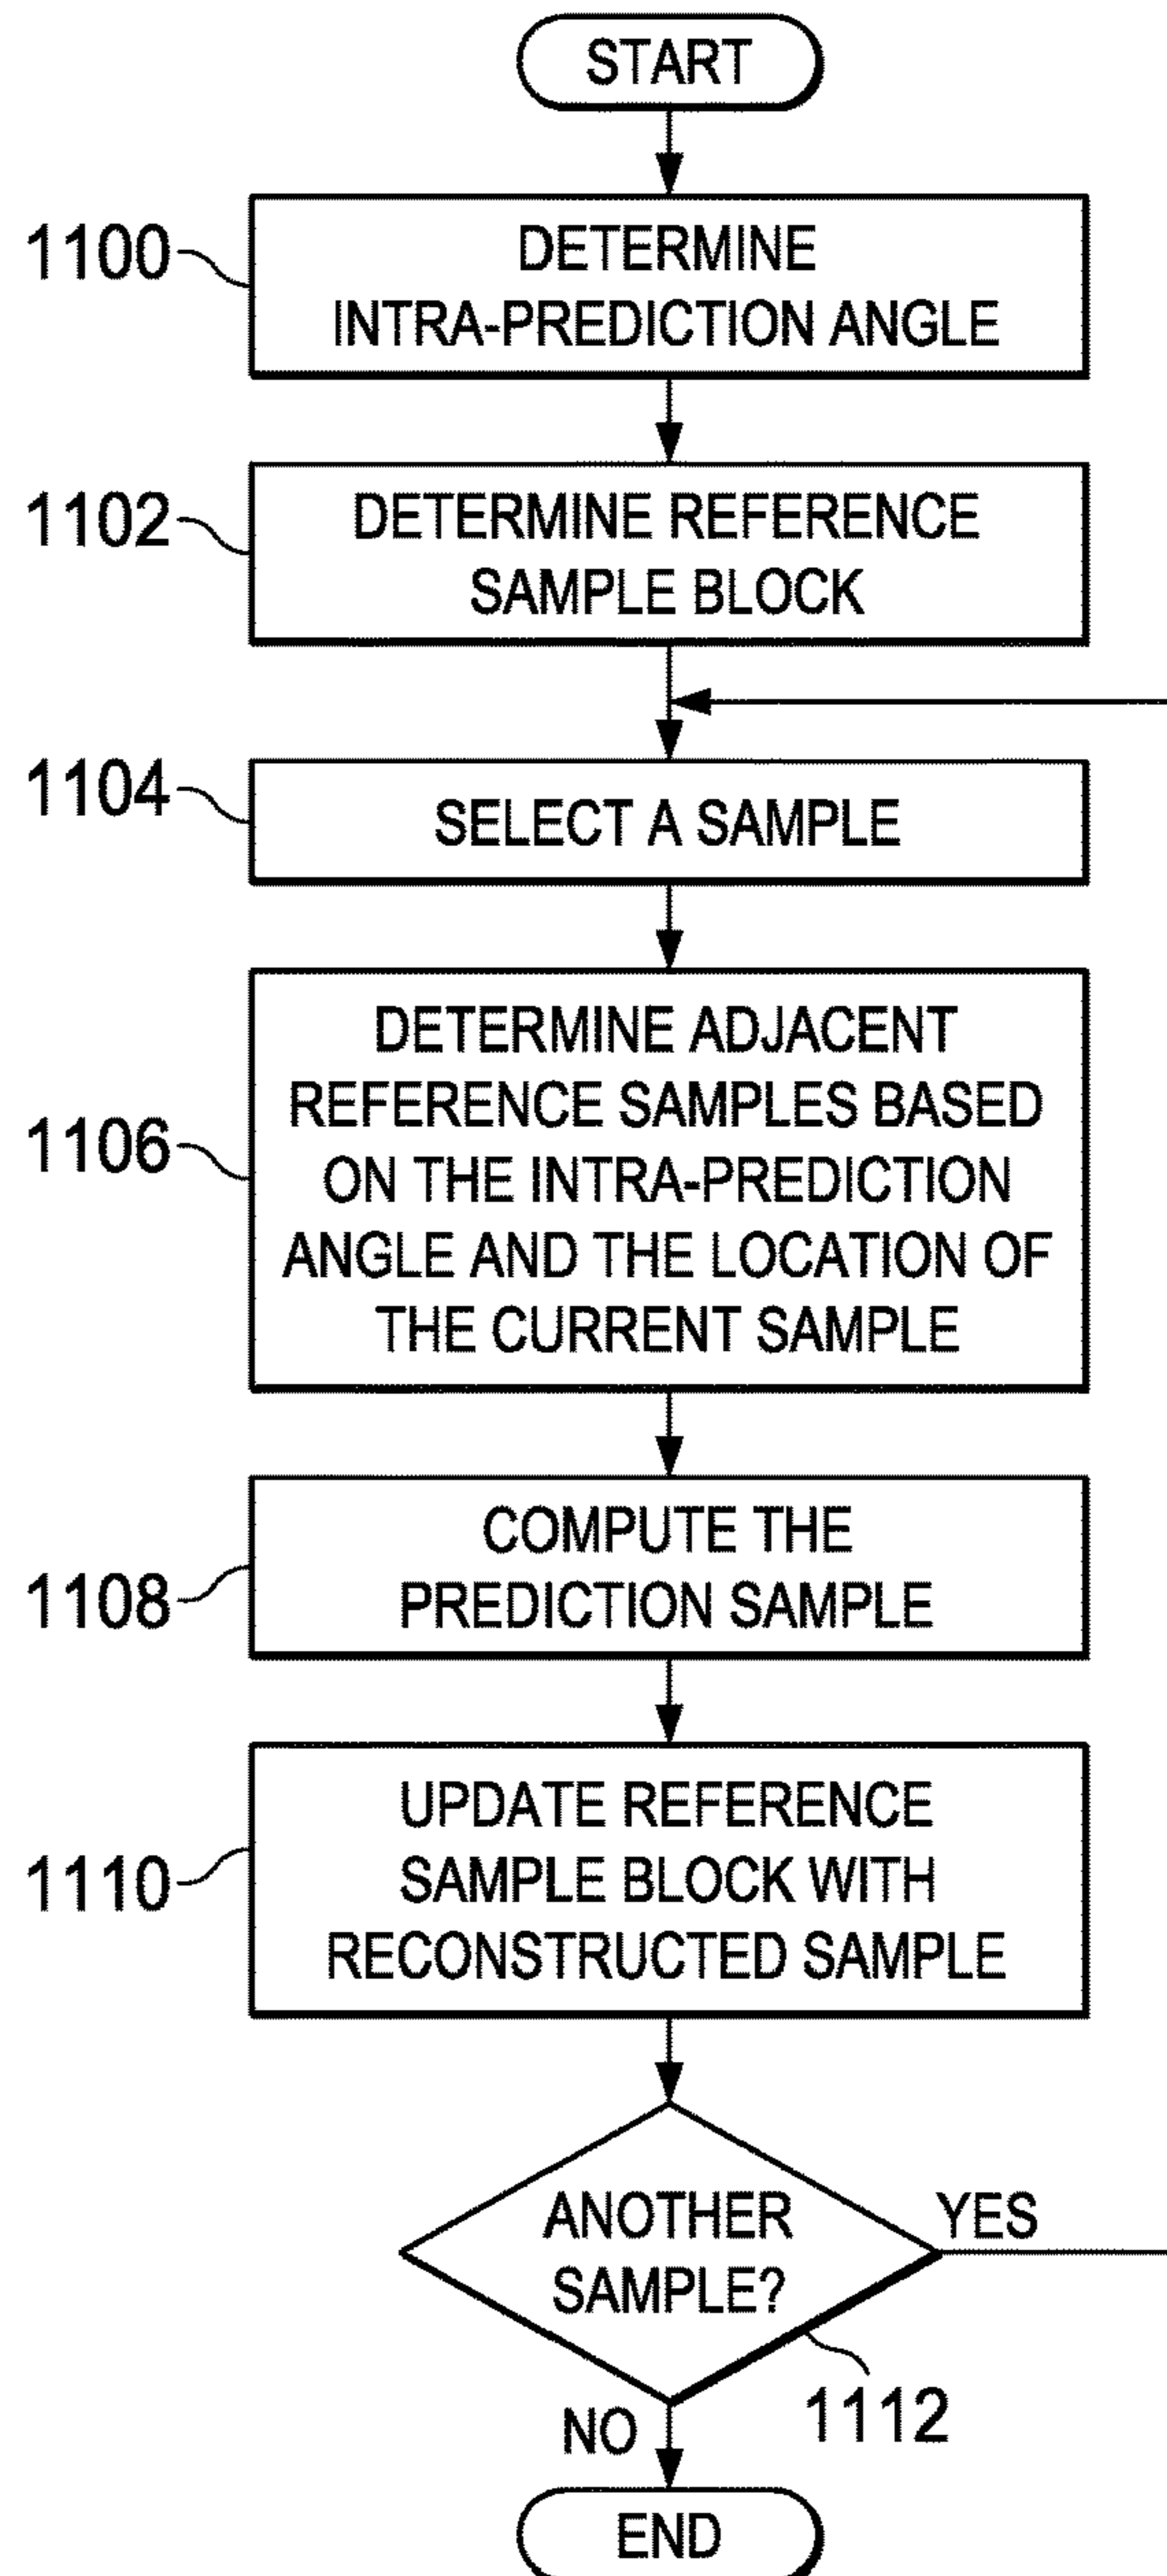 START
1100
DETERMINE
INTRA-PREDICTION ANGLE
1102
DETERMINE REFERENCE
SAMPLE BLOCK
1104
SELECT A SAMPLE
1106
DETERMINE ADJACENT
REFERENCE SAMPLES BASED
ON THE INTRA-PREDICTION
ANGLE AND THE LOCATION OF
THE CURRENT SAMPLE
1108
COMPUTE THE
PREDICTION SAMPLE
1110
UPDATE REFERENCE
SAMPLE BLOCK WITH
RECONSTRUCTED SAMPLE
ANOTHER
SAMPLE?
YES
1112
NO
END